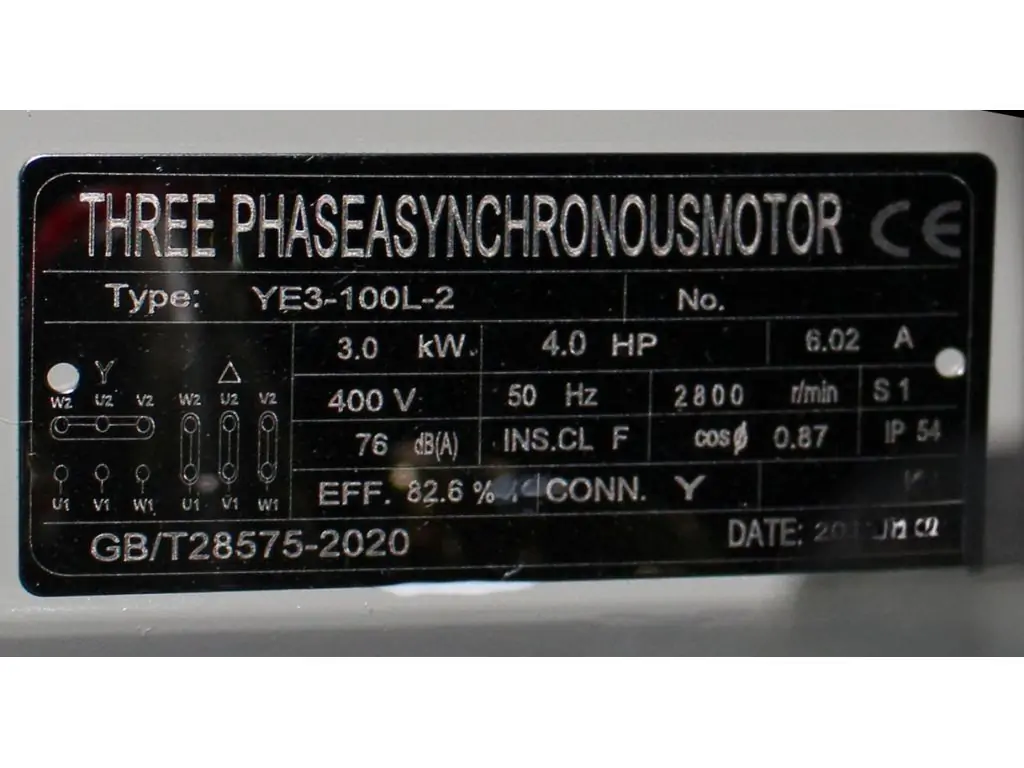 THREE PHASEASYNCHRONOUSMOTOR CE
Type: YE3-100L-2 No.
3.0 kW. 4.0 HP 6.02 A
Y △
400 V 50 Hz 2800 r/min S1
W2 U2 V2 W2 U2 V2
76 dB(A) INS.CL F cosφ 0.87 IP 54
EFF. 82.6 % CONN. Y
U1 V1 W1 U1 V1 W1
GB/T28575-2020 DATE: